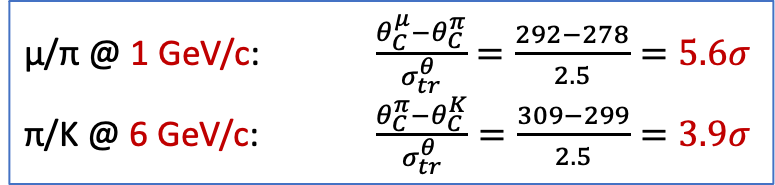 μ/π @ 1 GeV/c: (θ_C^μ − θ_C^π) / σ_tr^θ = (292−278) / 2.5 = 5.6σ
π/K @ 6 GeV/c: (θ_C^π − θ_C^K) / σ_tr^θ = (309−299) / 2.5 = 3.9σ